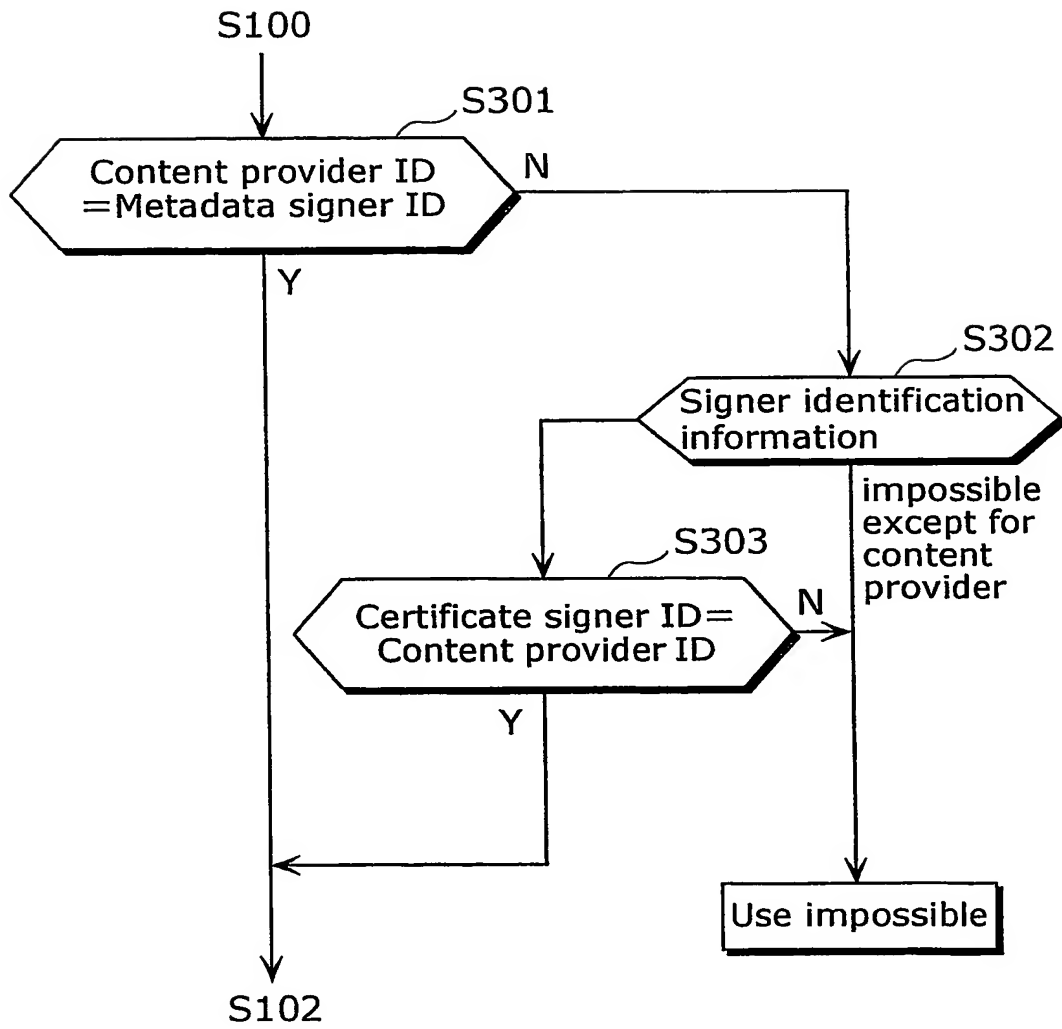 S100
S301
Content provider ID
=Metadata signer ID
N
Y
S302
Signer identification
information
impossible
except for
content
provider
S303
Certificate signer ID=
Content provider ID
N
Y
Use impossible
S102